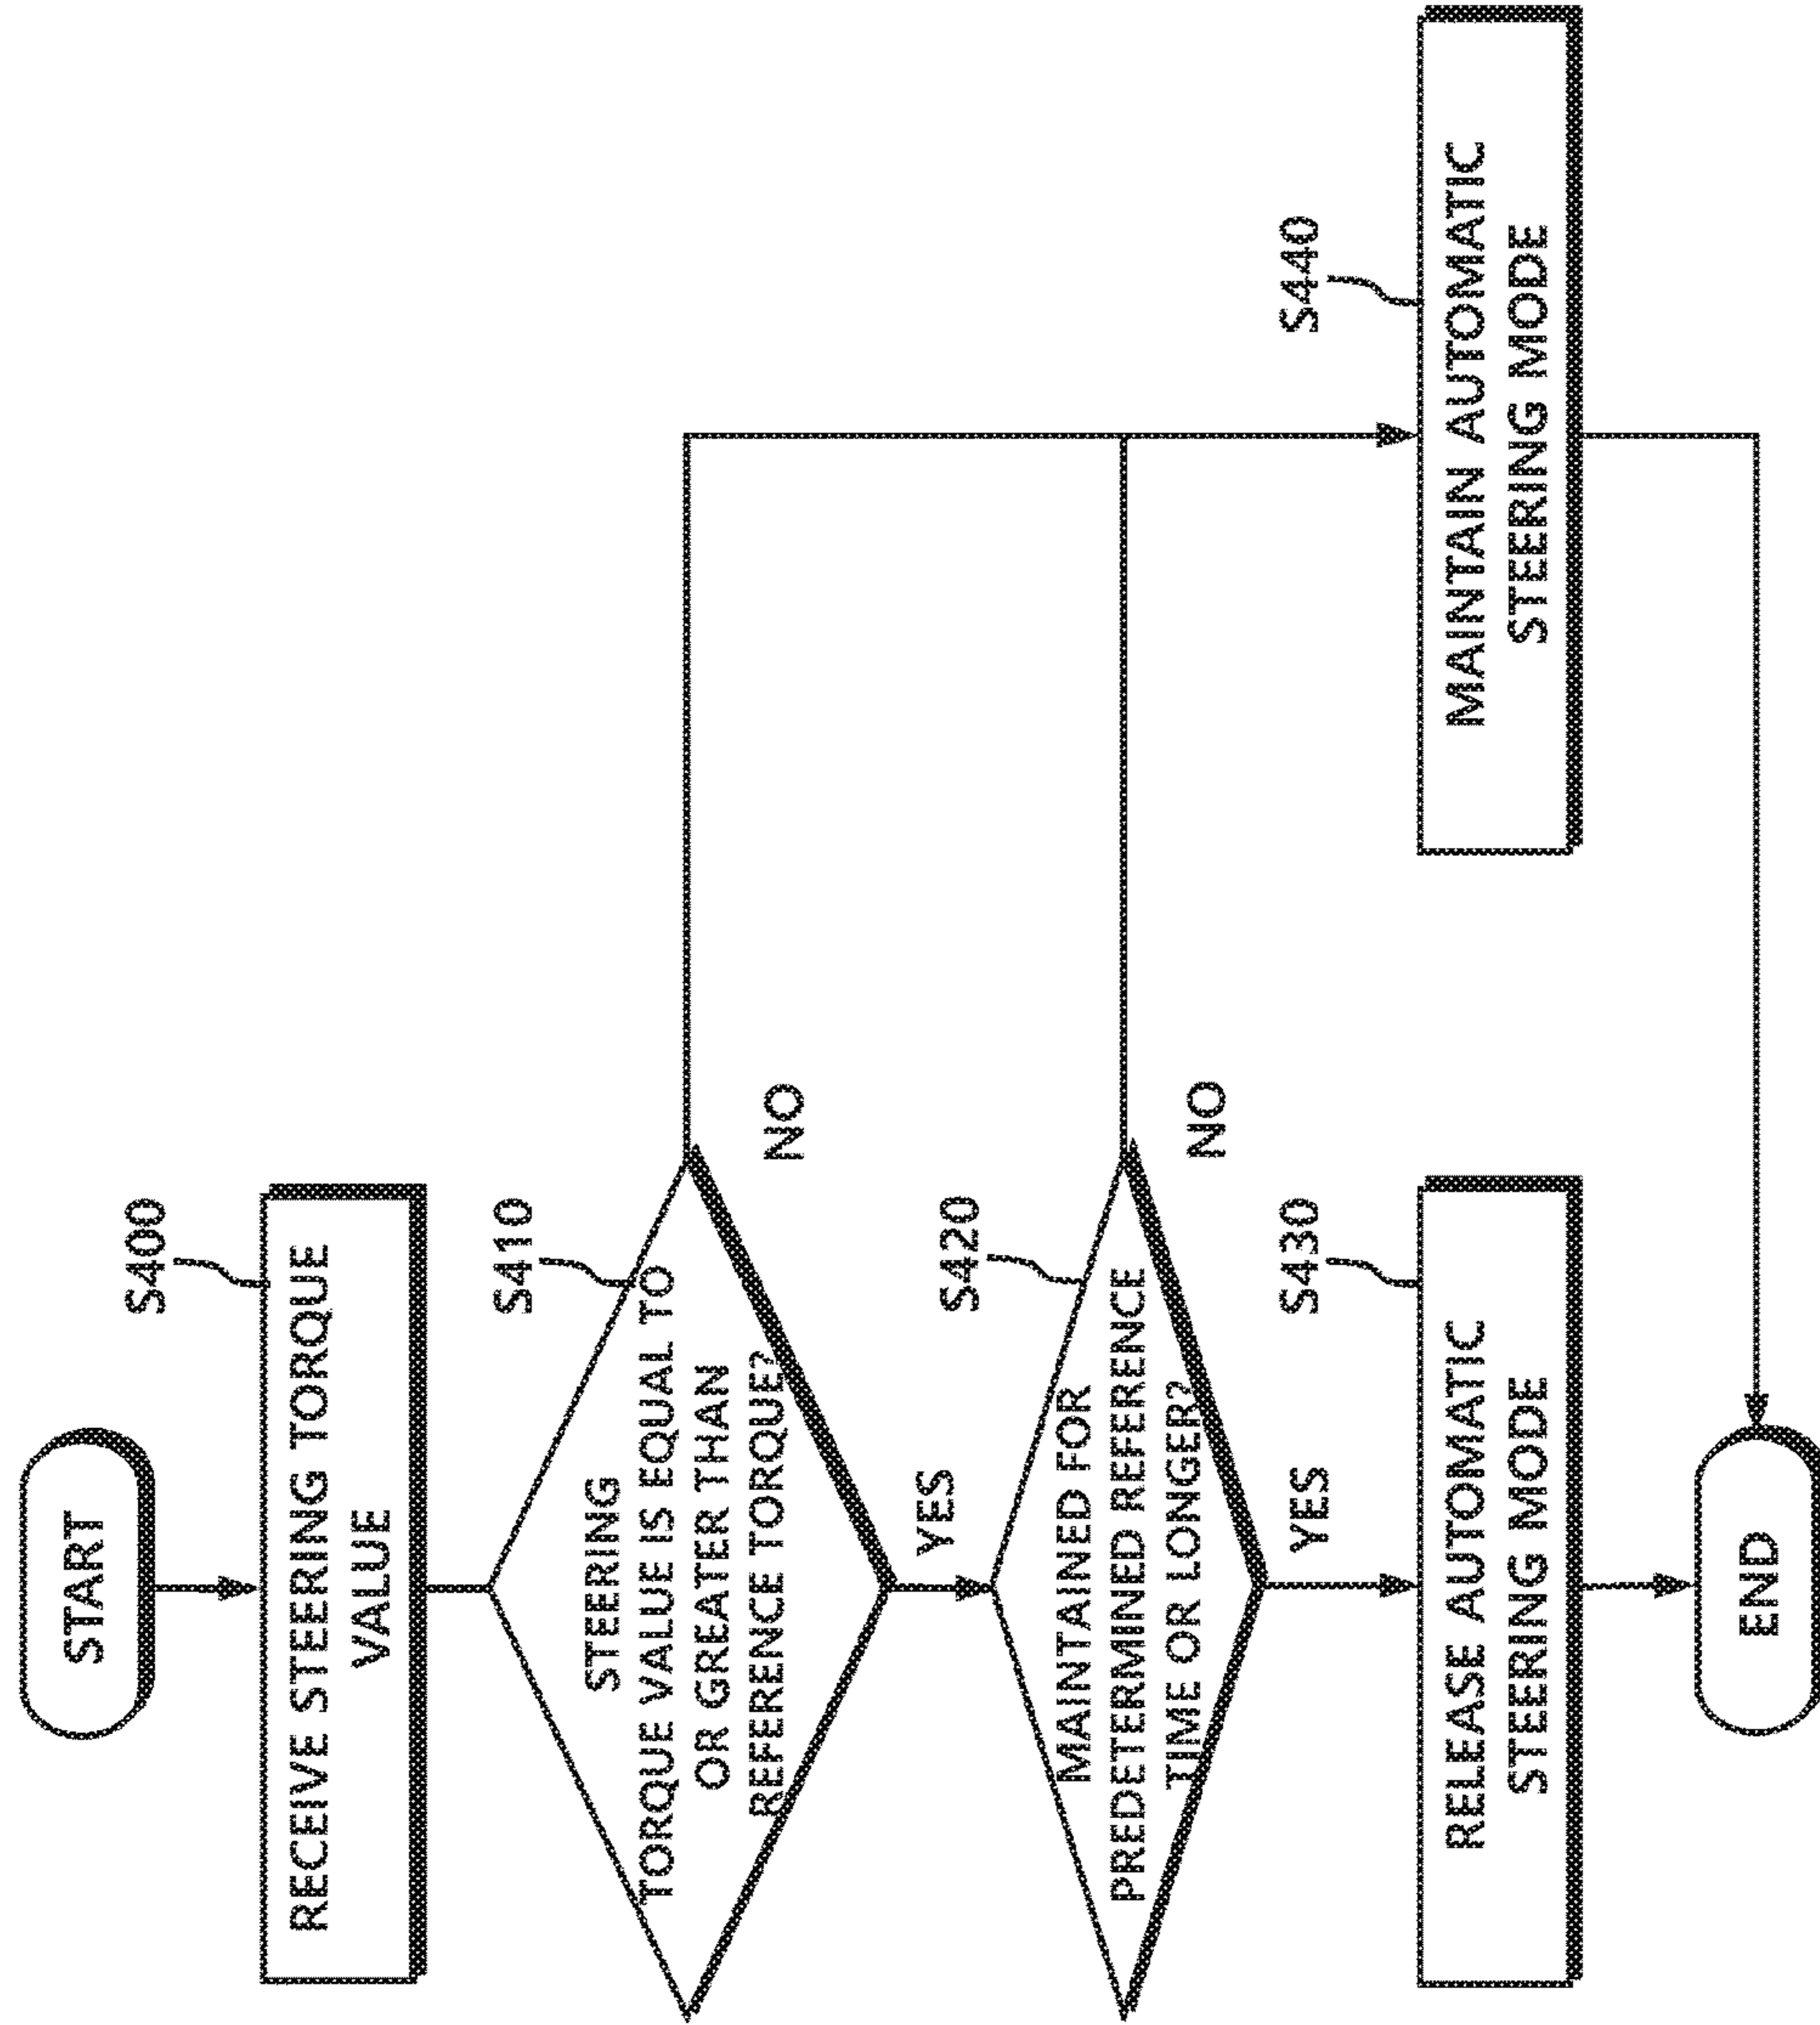 START
S400
RECEIVE STEERING TORQUE
VALUE
S410
STEERING
TORQUE VALUE IS EQUAL TO
OR GREATER THAN
REFERENCE TORQUE?
NO
YES
S420
MAINTAINED FOR
PREDETERMINED REFERENCE
TIME OR LONGER?
NO
YES
S430
RELEASE AUTOMATIC
STEERING MODE
S440
MAINTAIN AUTOMATIC
STEERING MODE
END